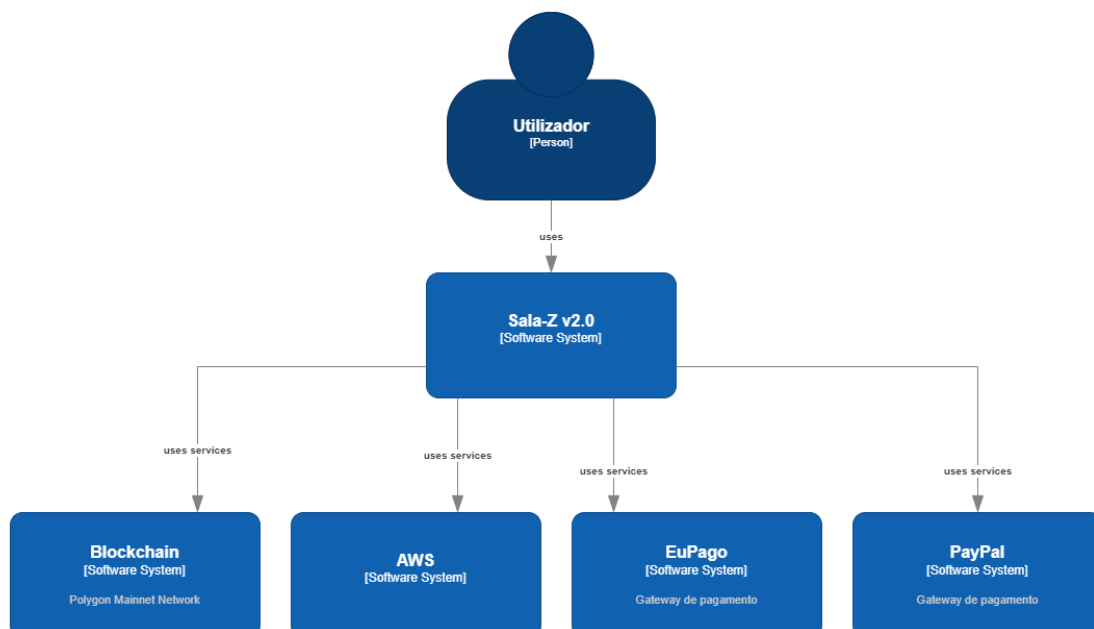 Utilizador
[Person]
uses
Sala-Z v2.0
[Software System]
uses services
uses services
uses services
uses services
Blockchain
[Software System]
Polygon Mainnet Network
AWS
[Software System]
EuPago
[Software System]
Gateway de pagamento
PayPal
[Software System]
Gateway de pagamento